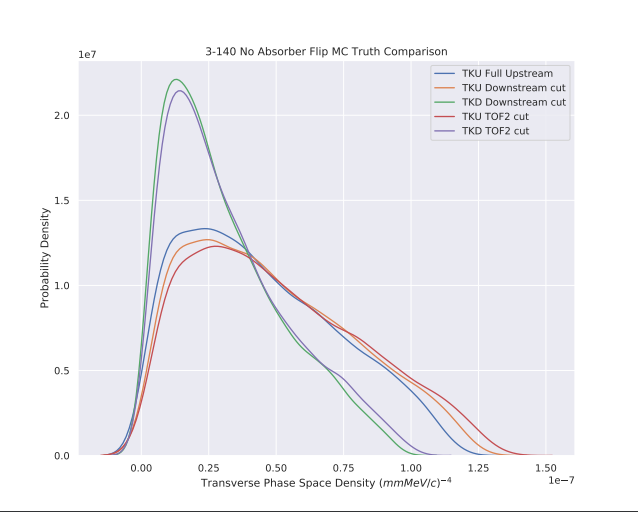 3-140 No Absorber Flip MC Truth Comparison
1e7
TKU Full Upstream
TKU Downstream cut
TKD Downstream cut
TKU TOF2 cut
TKD TOF2 cut
2.0
1.5
1.0
0.5
0.0
Probability Density
0.00 0.25 0.50 0.75 1.00 1.25 1.50
1e−7
Transverse Phase Space Density (mmMeV/c)⁻⁴